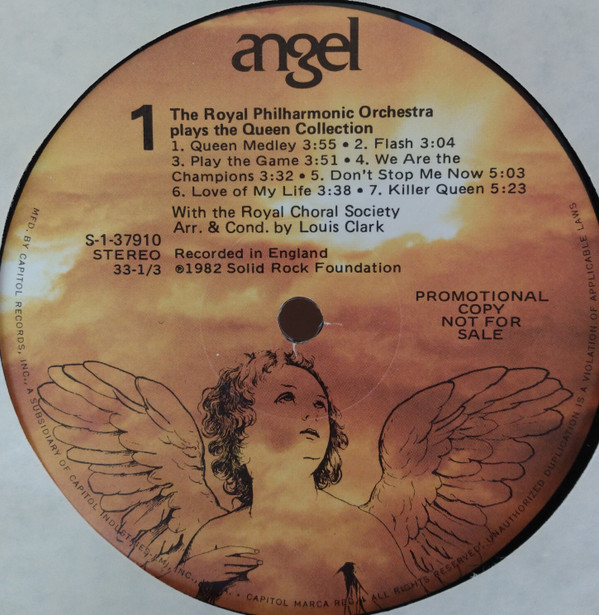 angel
1
The Royal Philharmonic Orchestra
plays the Queen Collection
1. Queen Medley 3:55 • 2. Flash 3:04
3. Play the Game 3:51 • 4. We Are the
Champions 3:32 • 5. Don't Stop Me Now 5:03
6. Love of My Life 3:38 • 7. Killer Queen 5:23
With the Royal Choral Society
Arr. & Cond. by Louis Clark
S-1-37910
STEREO
33-1/3
Recorded in England
℗1982 Solid Rock Foundation
PROMOTIONAL
COPY
NOT FOR
SALE
MFD. BY CAPITOL RECORDS, INC., A SUBSIDIARY OF CAPITOL INDUSTRIES-EMI, INC., • CAPITOL MARCA REG. • ALL RIGHTS RESERVED. UNAUTHORIZED DUPLICATION IS A VIOLATION OF APPLICABLE LAWS